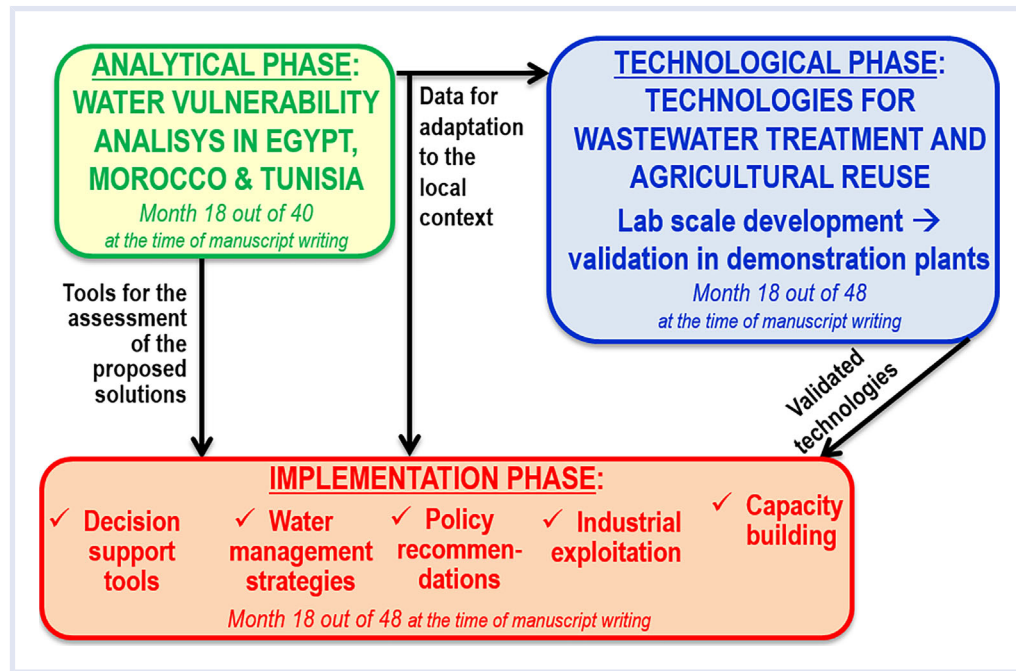 ANALYTICAL PHASE:
WATER VULNERABILITY
ANALISYS IN EGYPT,
MOROCCO & TUNISIA
Month 18 out of 40
at the time of manuscript writing
Data for
adaptation
to the
local
context
TECHNOLOGICAL PHASE:
TECHNOLOGIES FOR
WASTEWATER TREATMENT AND
AGRICULTURAL REUSE
Lab scale development →
validation in demonstration plants
Month 18 out of 48
at the time of manuscript writing
Tools for the
assessment
of the
proposed
solutions
Validated
technologies
IMPLEMENTATION PHASE:
✓ Decision
support
tools
✓ Water
management
strategies
✓ Policy
recommen-
dations
✓ Industrial
exploitation
✓ Capacity
building
Month 18 out of 48 at the time of manuscript writing